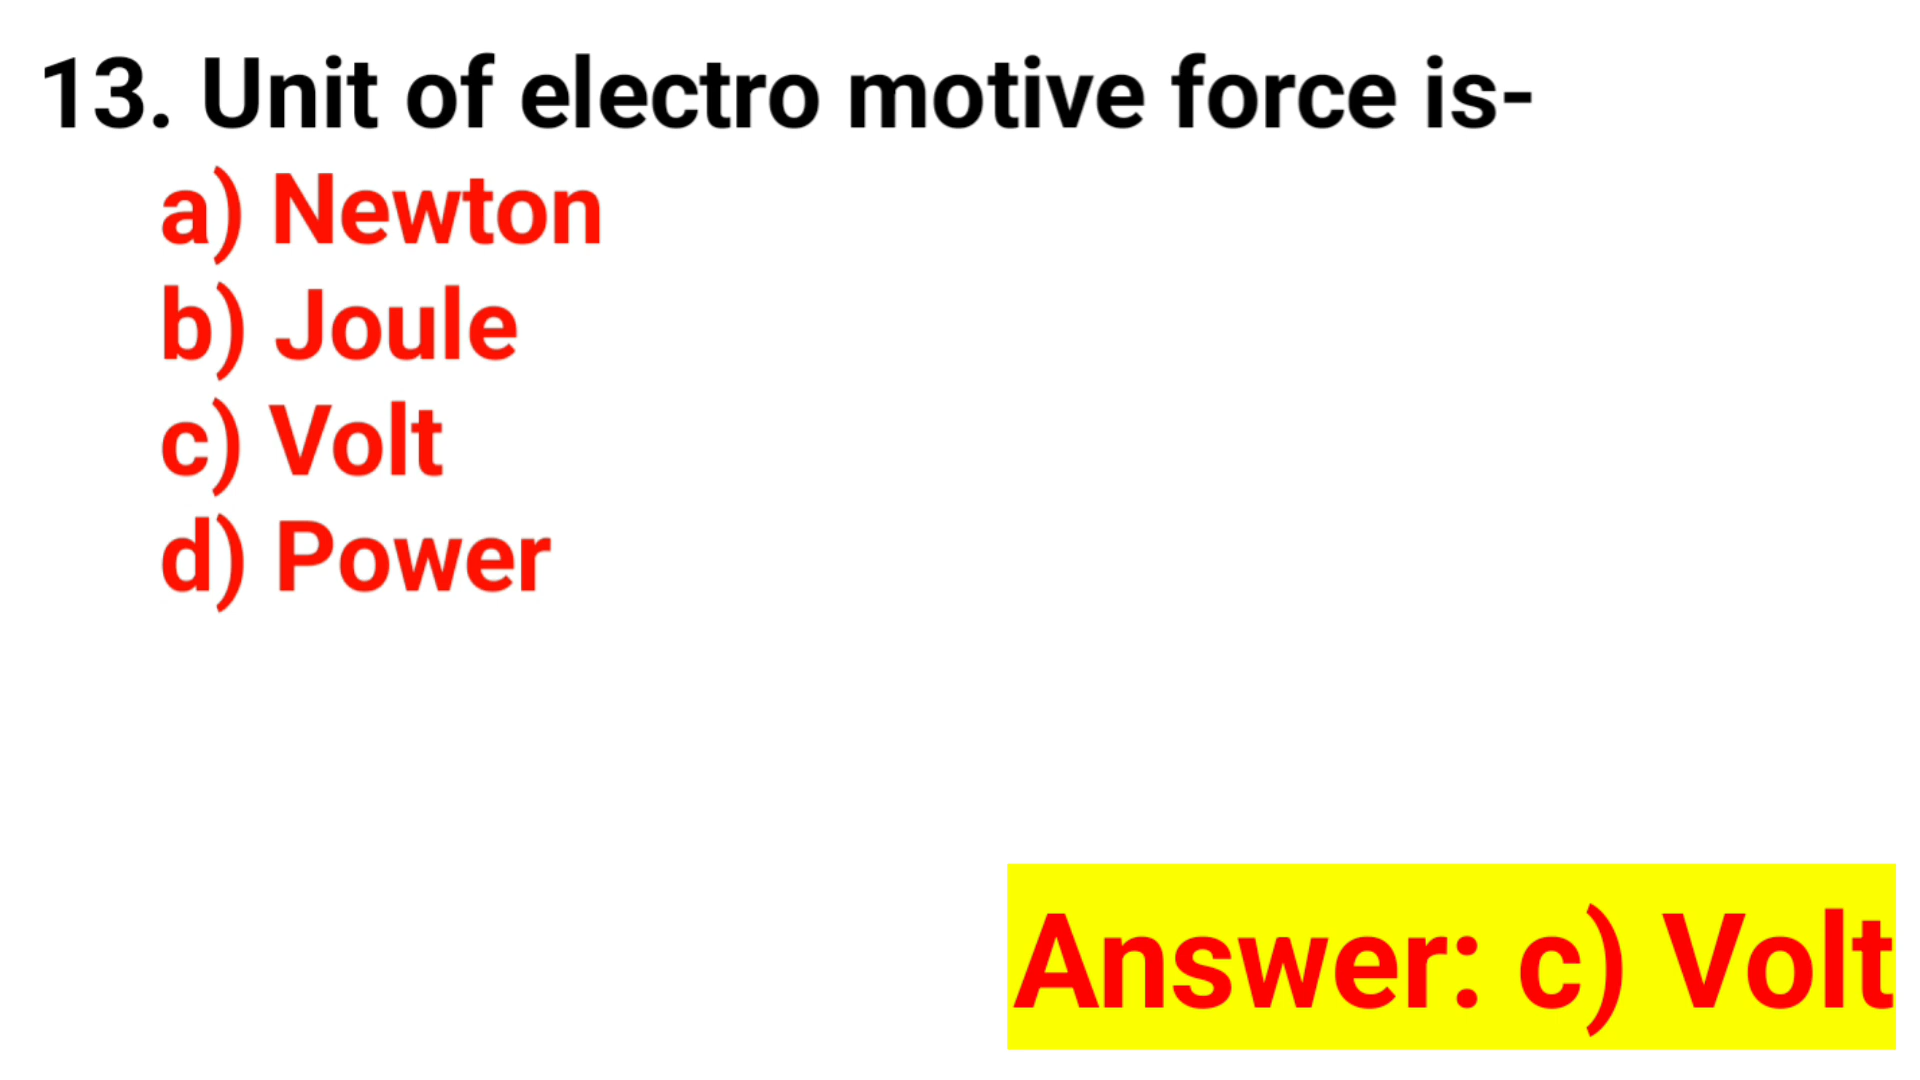 13. Unit of electro motive force is-
a) Newton
b) Joule
c) Volt
d) Power
Answer: c) Volt